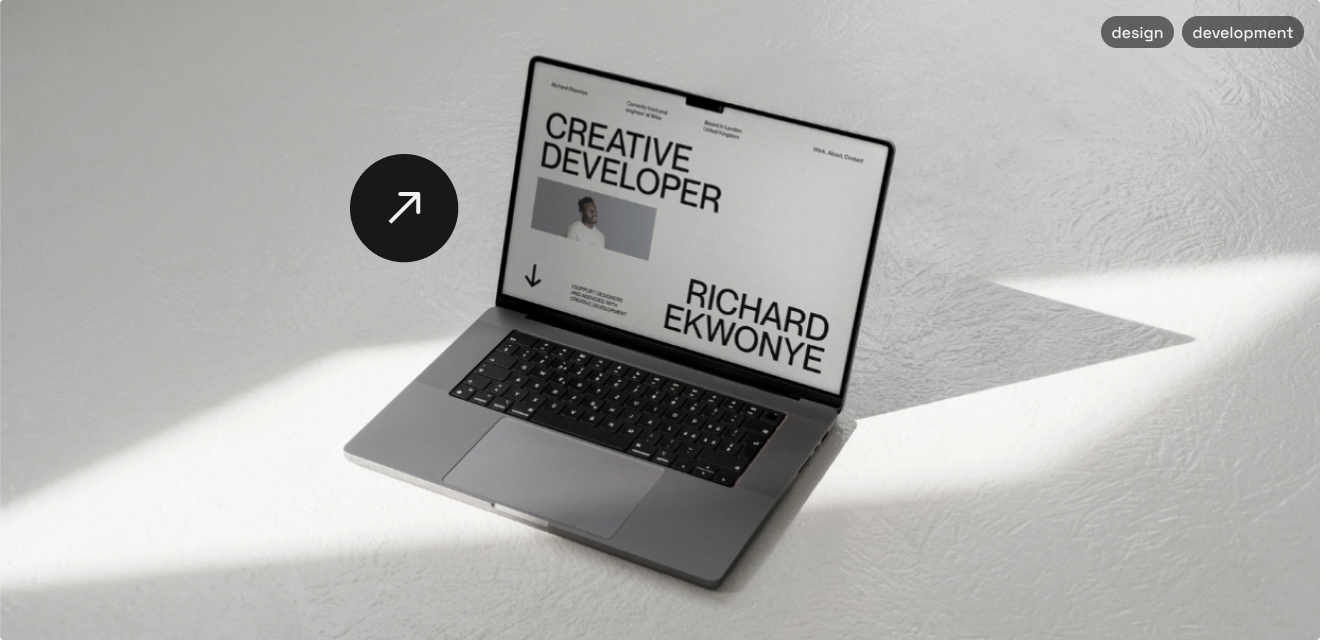 design
development
Richard Ekwonye
Currently front end
engineer at Wise
Based in London
United Kingdom
Work, About, Contact
CREATIVE
DEVELOPER
I SUPPORT DESIGNERS
AND AGENCIES WITH
CREATIVE DEVELOPMENT
RICHARD
EKWONYE